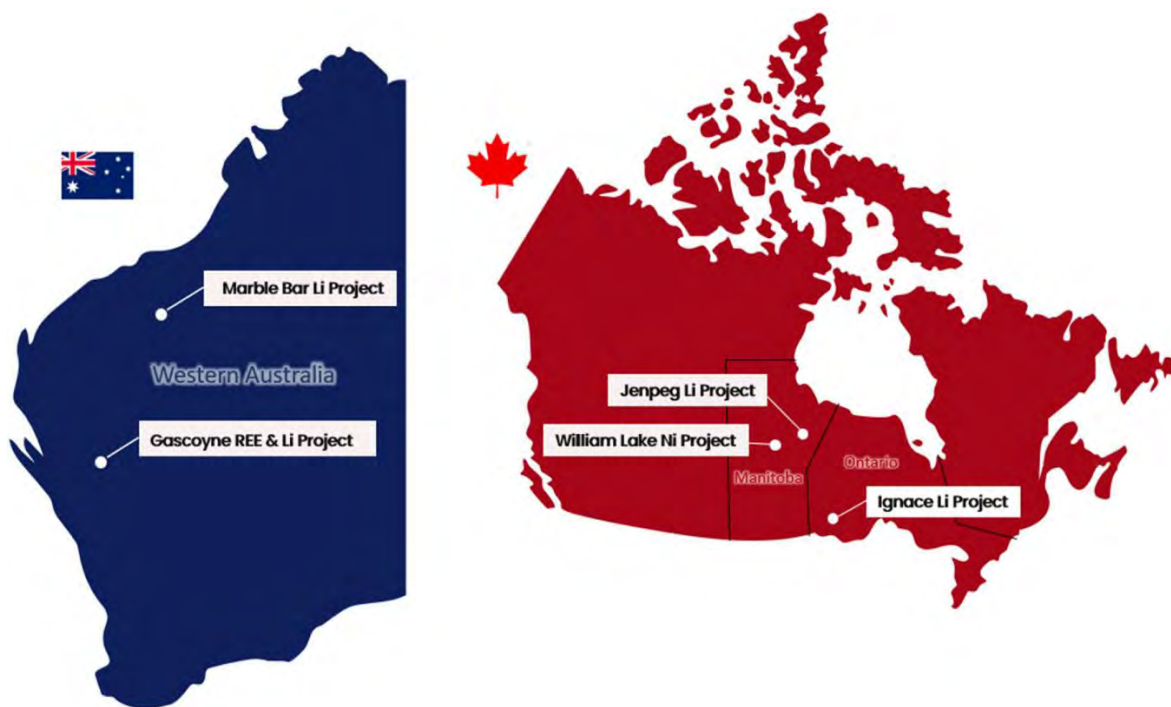 Marble Bar Li Project
Western Australia
Gascoyne REE & Li Project
Jenpeg Li Project
William Lake Ni Project
Manitoba
Ontario
Ignace Li Project